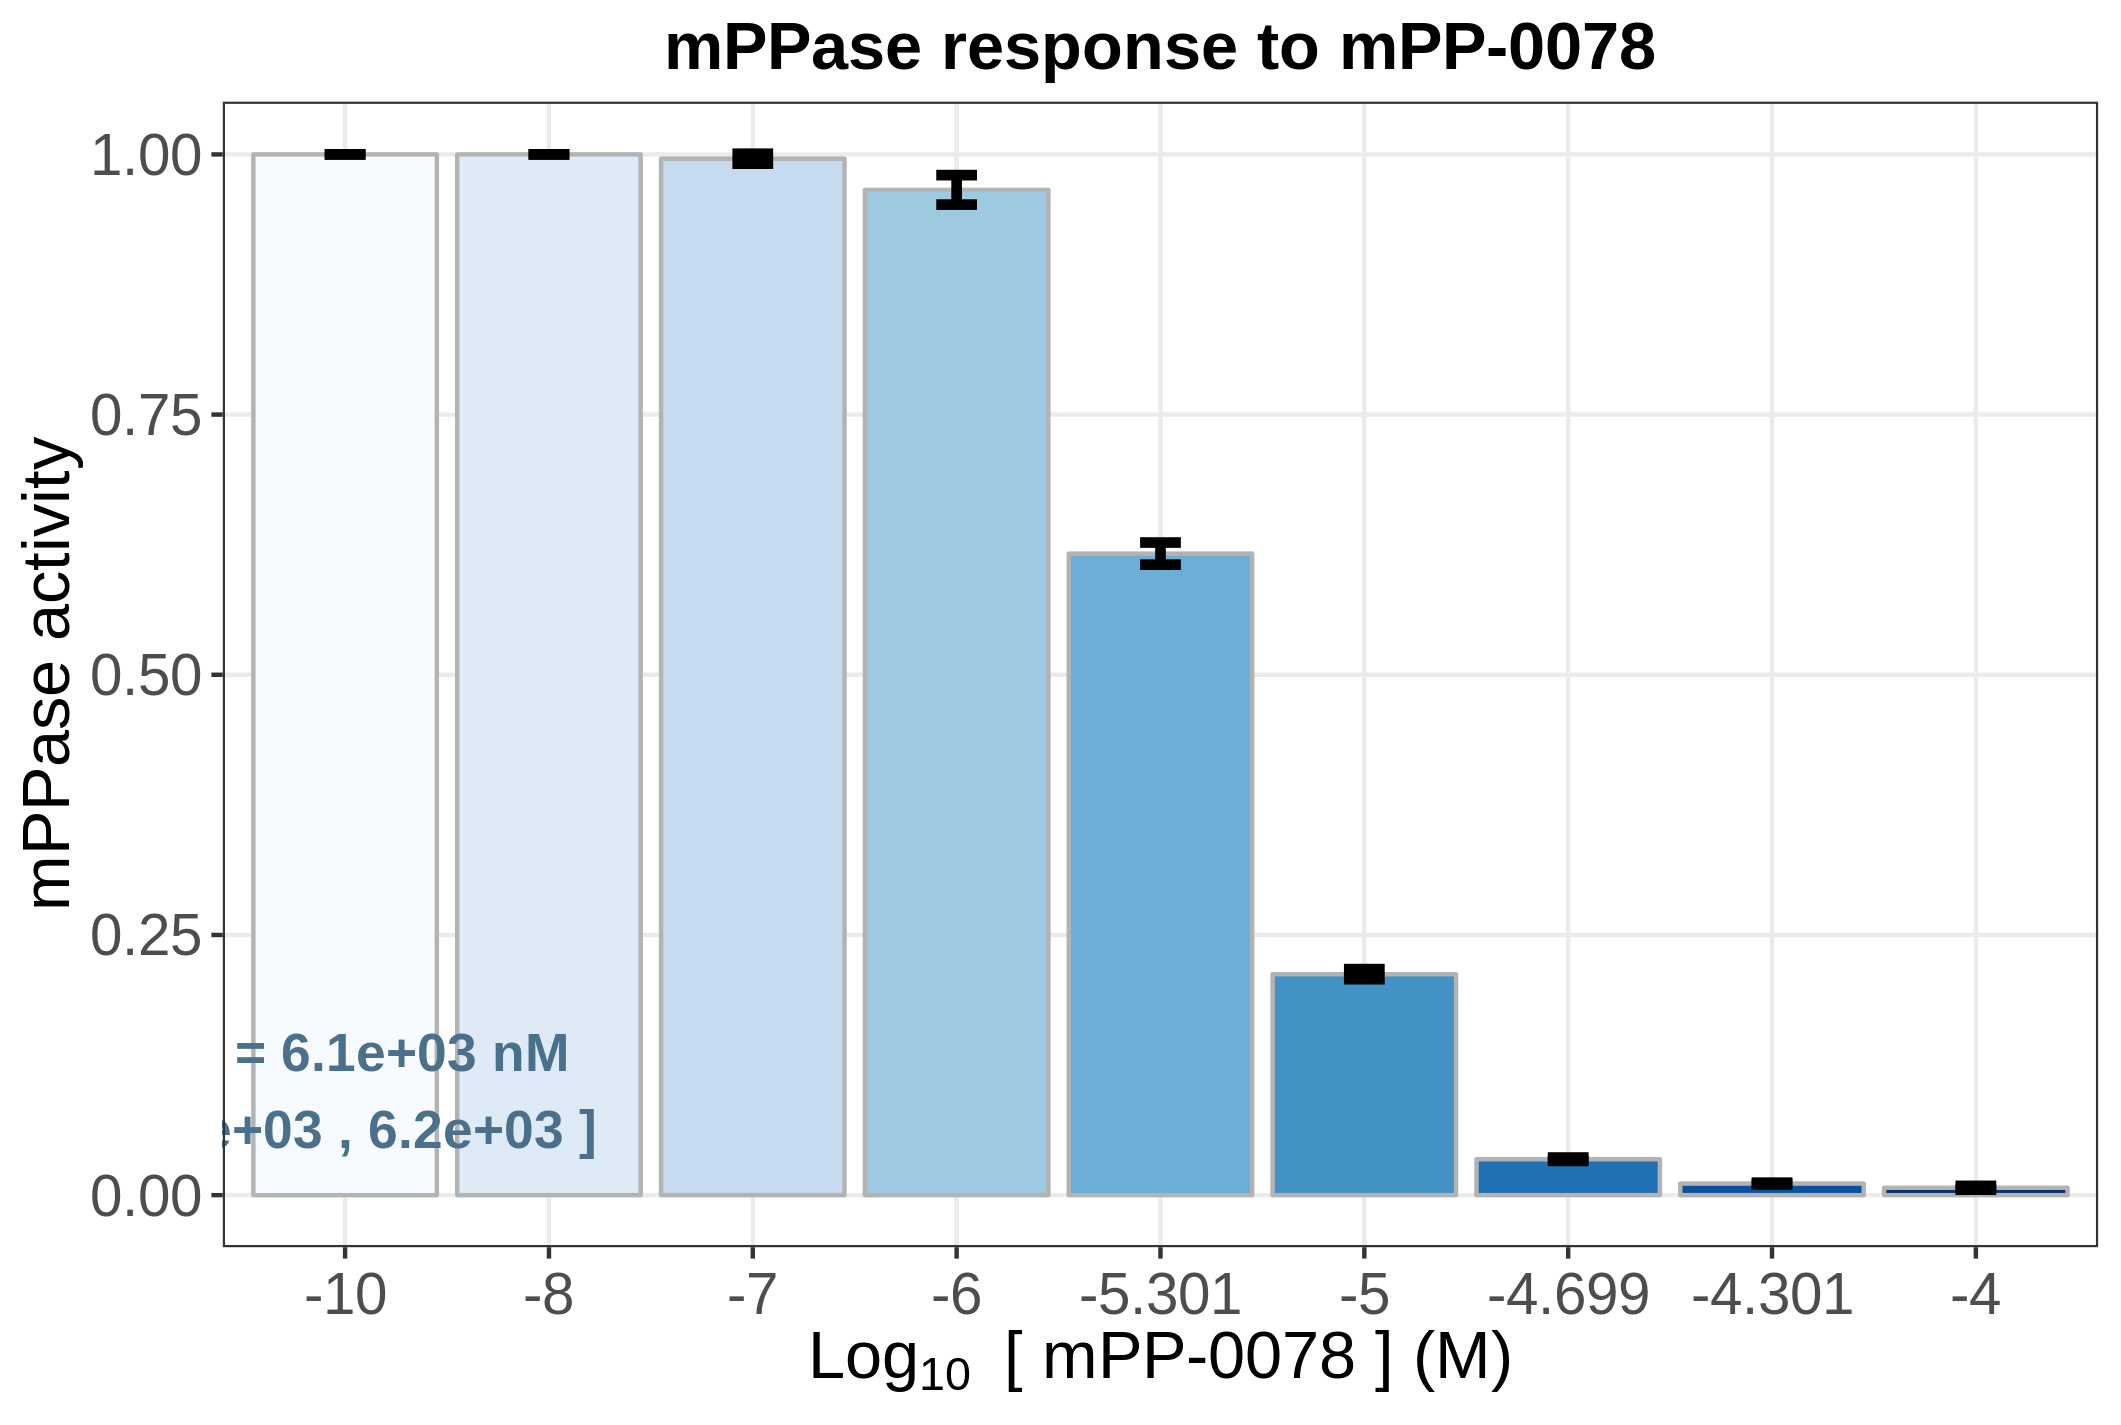 mPPase response to mPP-0078
mPPase activity
1.00
0.75
0.50
0.25
0.00
= 6.1e+03 nM
e+03 , 6.2e+03 ]
-10 -8 -7 -6 -5.301 -5 -4.699 -4.301 -4
Log10 [ mPP-0078 ] (M)